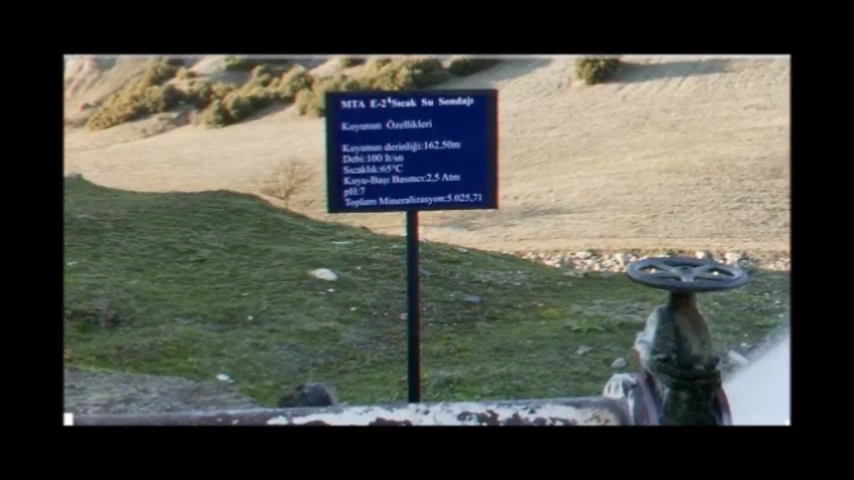 MTA E-2 Sıcak Su Sondajı
Kuyunun Özellikleri
Kuyunun derinliği:162.50m
Debi:100 lt/sn
Sıcaklık:65°C
Kuyu-Başı Basıncı:2,5 Atm
pH:7
Toplam Mineralizasyon:5.025,71